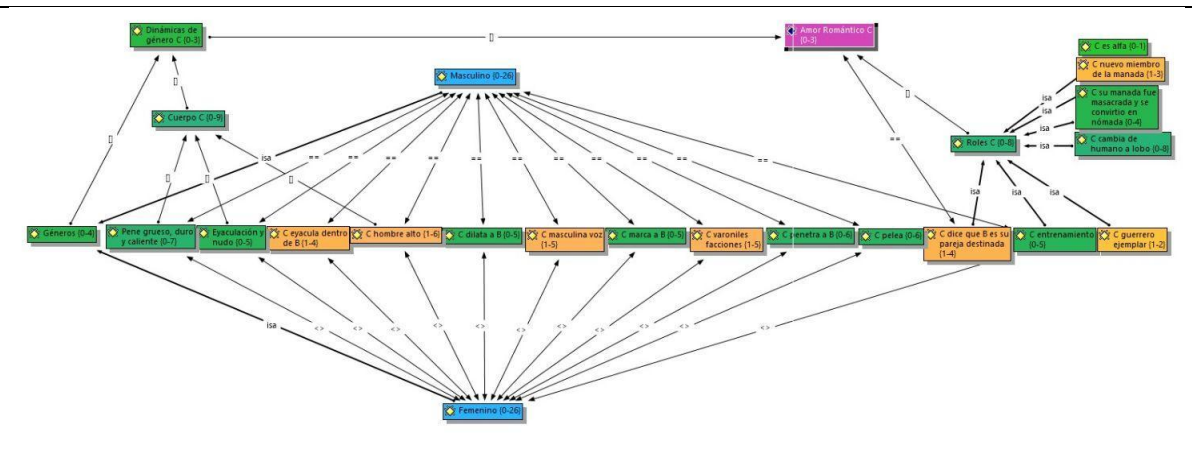 Dinámicas de
género C {0-3}
[]
Amor Romántico C
{0-3}
C es alfa {0-1}
C nuevo miembro
de la manada {1-3}
Masculino {0-26}
C su manada fue
masacrada y se
convirtio en
nómada {0-4}
[]
[]
isa
isa
isa
Cuerpo C {0-9}
[]
==
Roles C {0-8}
isa
C cambia de
humano a lobo {0-8}
isa
==
==
==
==
==
==
==
==
==
==
==
[]
[]
[]
isa
isa
isa
Géneros {0-4}
Pene grueso, duro
y caliente {0-7}
Eyaculación y
nudo {0-5}
C eyacula dentro
de B {1-4}
C hombre alto {1-6}
C dilata a B {0-5}
C masculina voz
{1-5}
C marca a B {0-5}
C varoniles
facciones {1-5}
C penetra a B {0-6}
C pelea {0-6}
C dice que B es su
pareja destinada
{1-4}
C entrenamiento
{0-5}
C guerrero
ejemplar {1-2}
isa
<>
<>
<>
<>
<>
<>
<>
<>
<>
<>
<>
Femenino {0-26}